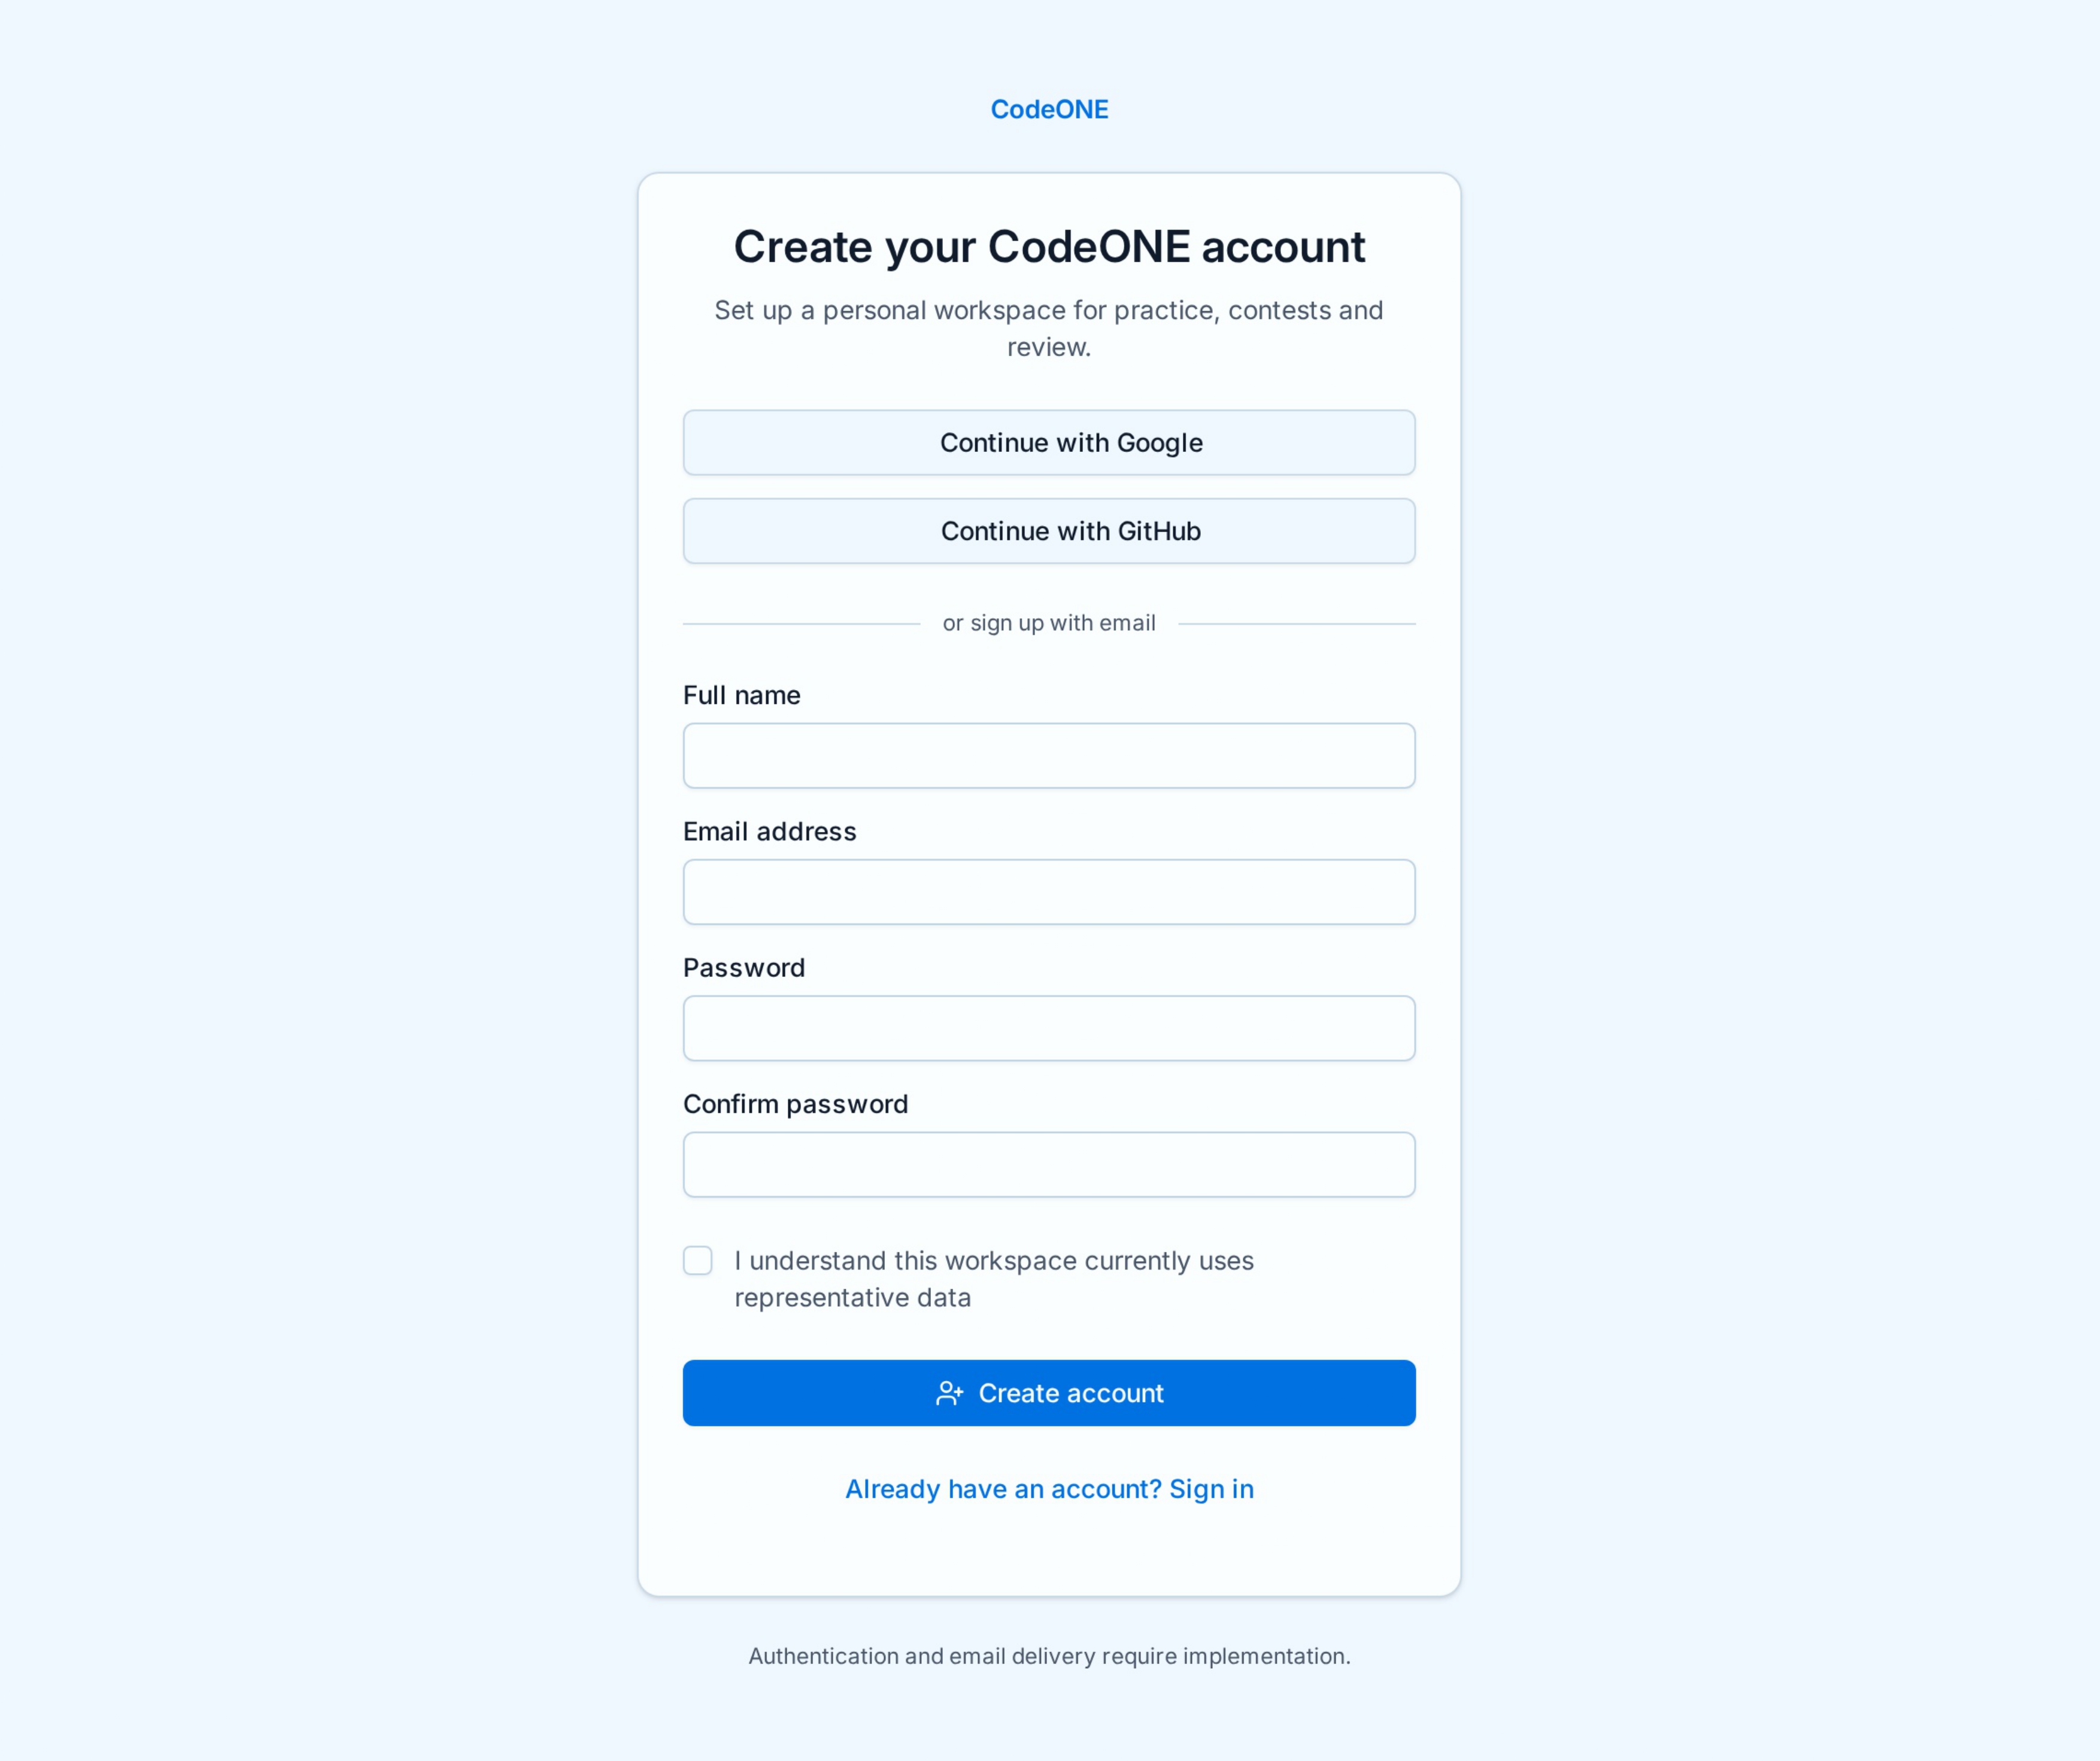 CodeONE
Create your CodeONE account
Set up a personal workspace for practice, contests and
review.
Continue with Google
Continue with GitHub
or sign up with email
Full name
Email address
Password
Confirm password
I understand this workspace currently uses
representative data
Create account
Already have an account? Sign in
Authentication and email delivery require implementation.